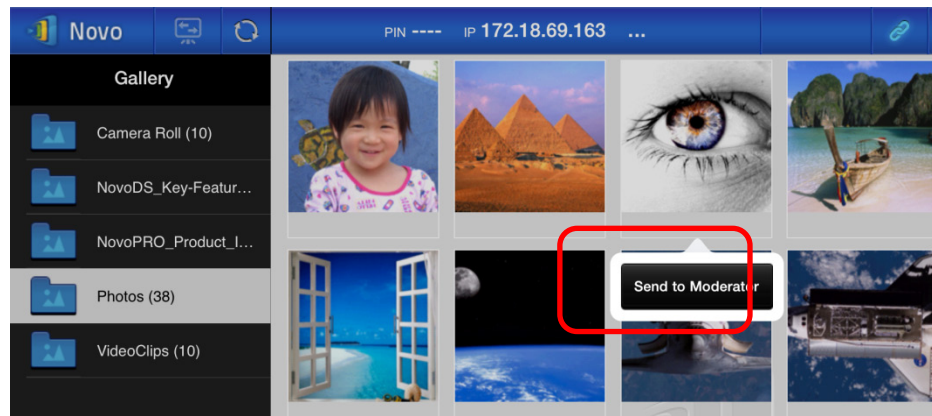 Novo
PIN ---- IP 172.18.69.163 ...
Gallery
Camera Roll (10)
NovoDS_Key-Featur...
NovoPRO_Product_I...
Photos (38)
VideoClips (10)
Send to Moderator